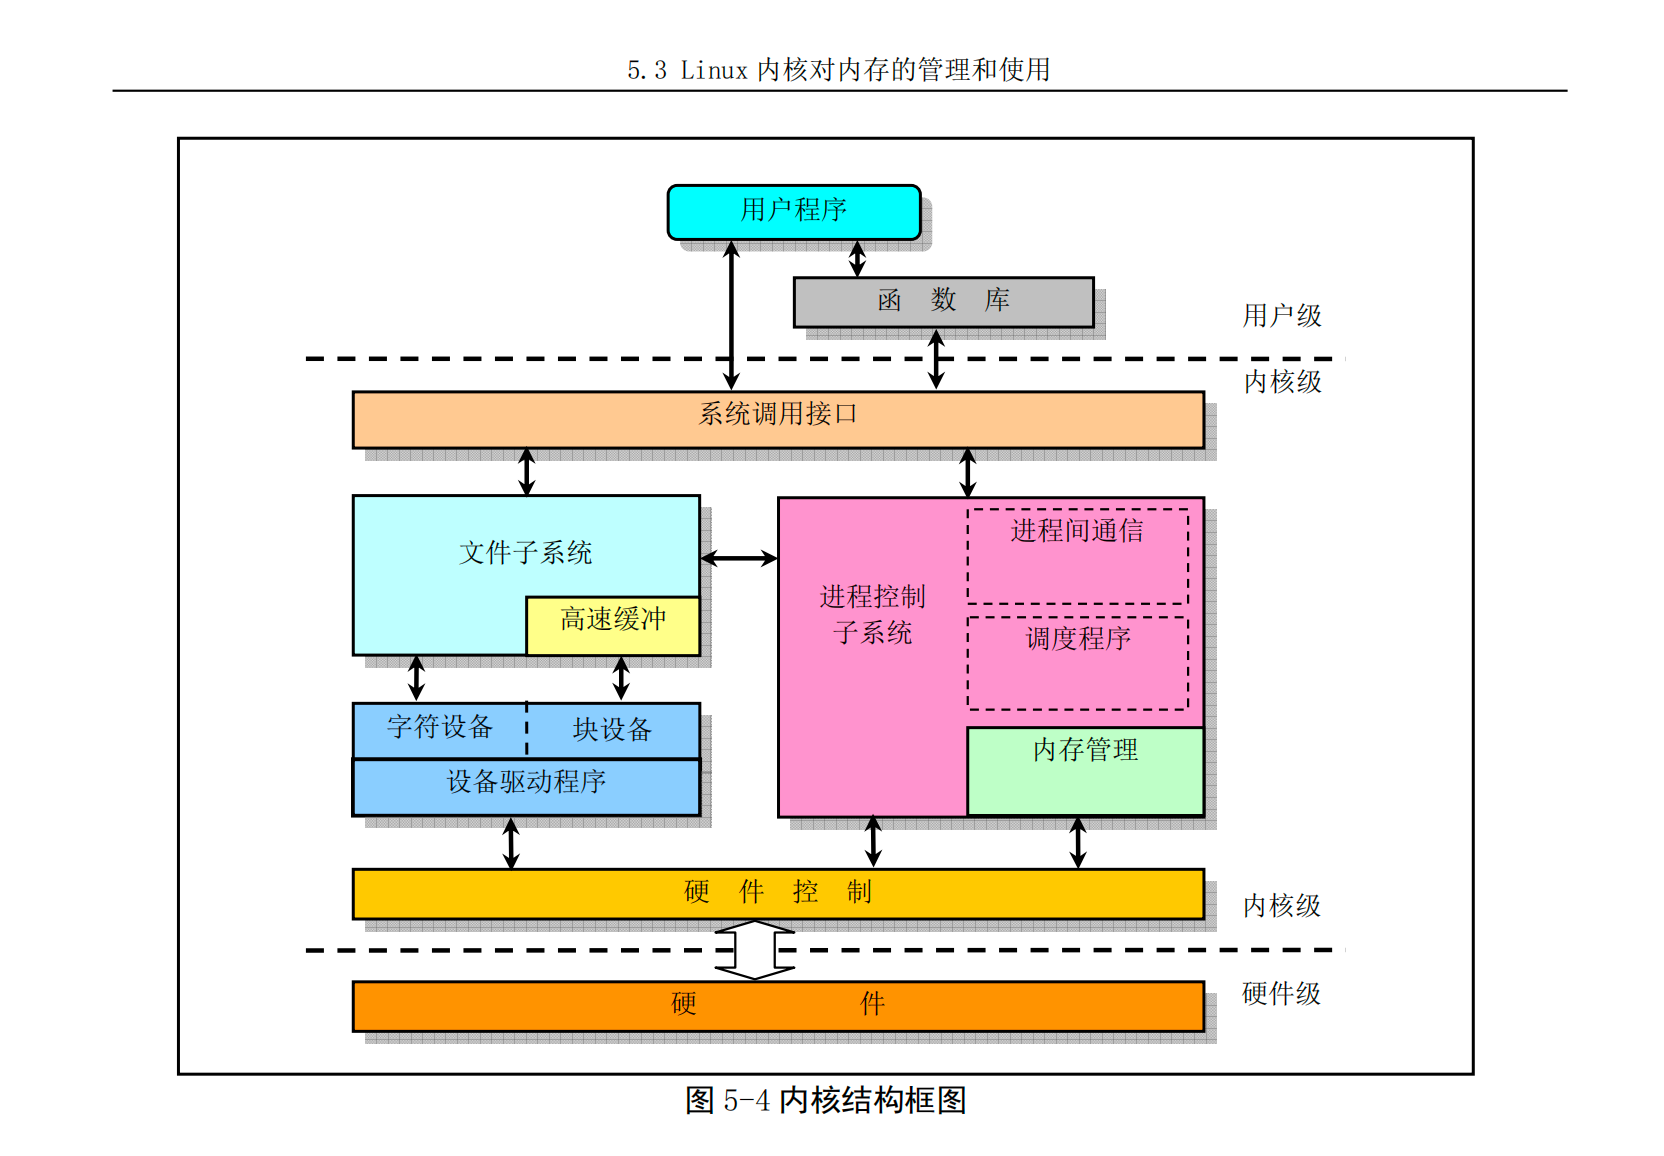 5.3 Linux 内核对内存的管理和使用
用户程序
函 数 库
用户级
内核级
系统调用接口
文件子系统
高速缓冲
进程间通信
进程控制
子系统
调度程序
字符设备
块设备
设备驱动程序
内存管理
硬 件 控 制
内核级
硬 件
硬件级
图 5-4 内核结构框图